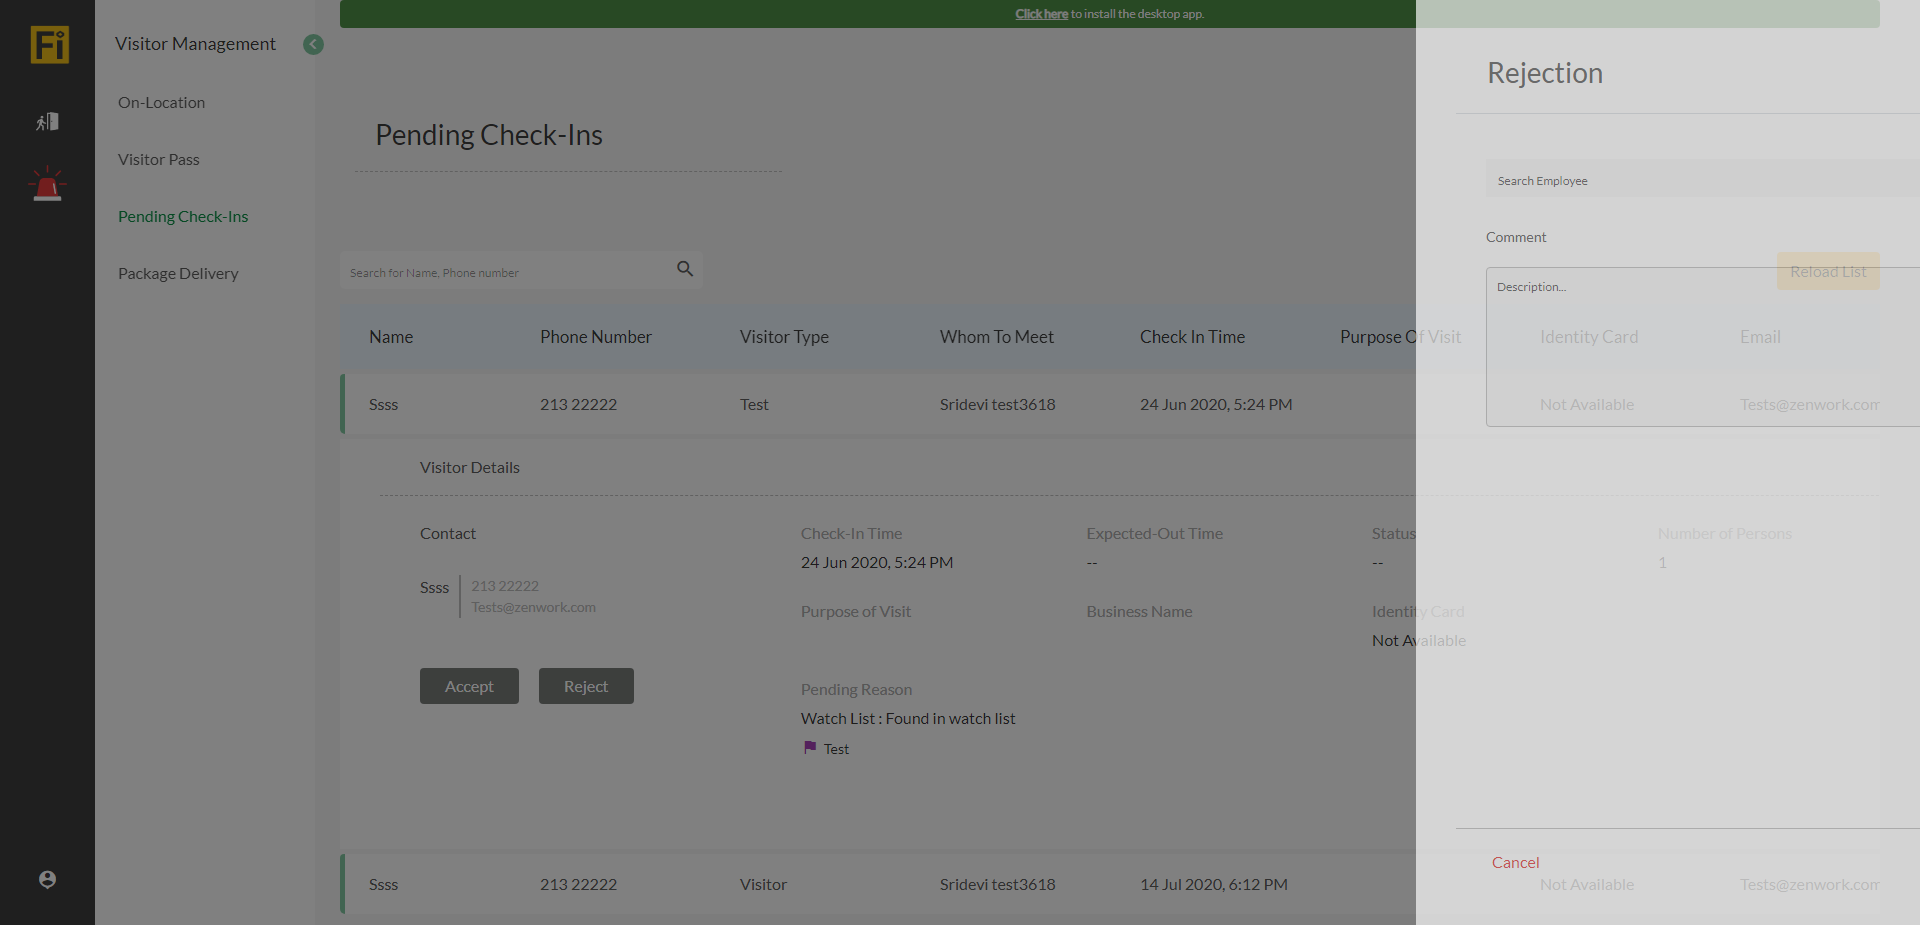 Click here to install the desktop app.
Fi
Visitor Management
On-Location
Visitor Pass
Pending Check-Ins
Package Delivery
Pending Check-Ins
Search for Name, Phone number
Reload List
Name Phone Number Visitor Type Whom To Meet Check In Time Purpose Of Visit Identity Card Email
Ssss 213 22222 Test Sridevi test3618 24 Jun 2020, 5:24 PM Not Available Tests@zenwork.com
Visitor Details
Contact
Ssss
213 22222
Tests@zenwork.com
Accept Reject
Check-In Time Expected-Out Time Status Number of Persons
24 Jun 2020, 5:24 PM -- -- 1
Purpose of Visit Business Name Identity Card
Not Available
Pending Reason
Watch List : Found in watch list
Test
Ssss 213 22222 Visitor Sridevi test3618 14 Jul 2020, 6:12 PM Not Available Tests@zenwork.com
Rejection
Search Employee
Comment
Description...
Cancel